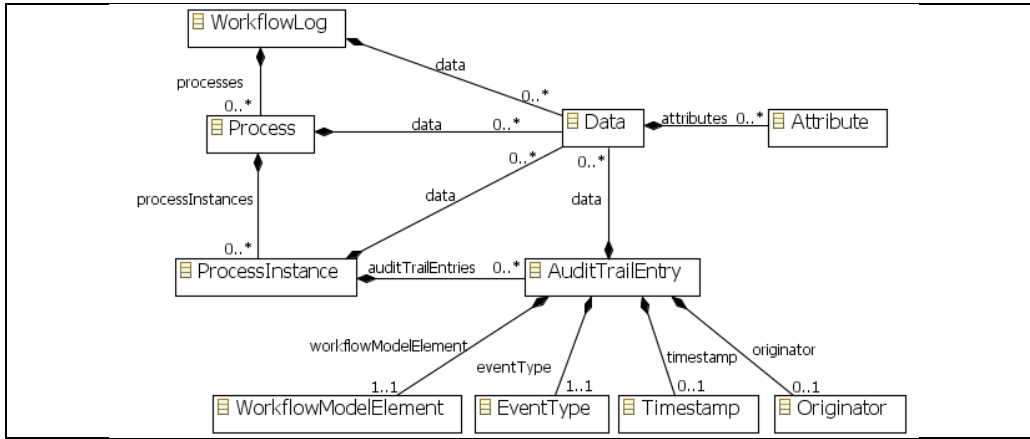 WorkflowLog
data
processes
0..*
0..*
Process
data
0..*
Data
attributes 0..*
Attribute
0..*
0..*
processInstances
data
data
0..*
ProcessInstance
auditTrailEntries
0..*
AuditTrailEntry
workflowModelElement
eventType
timestamp
originator
1..1
1..1
0..1
0..1
WorkflowModelElement
EventType
Timestamp
Originator